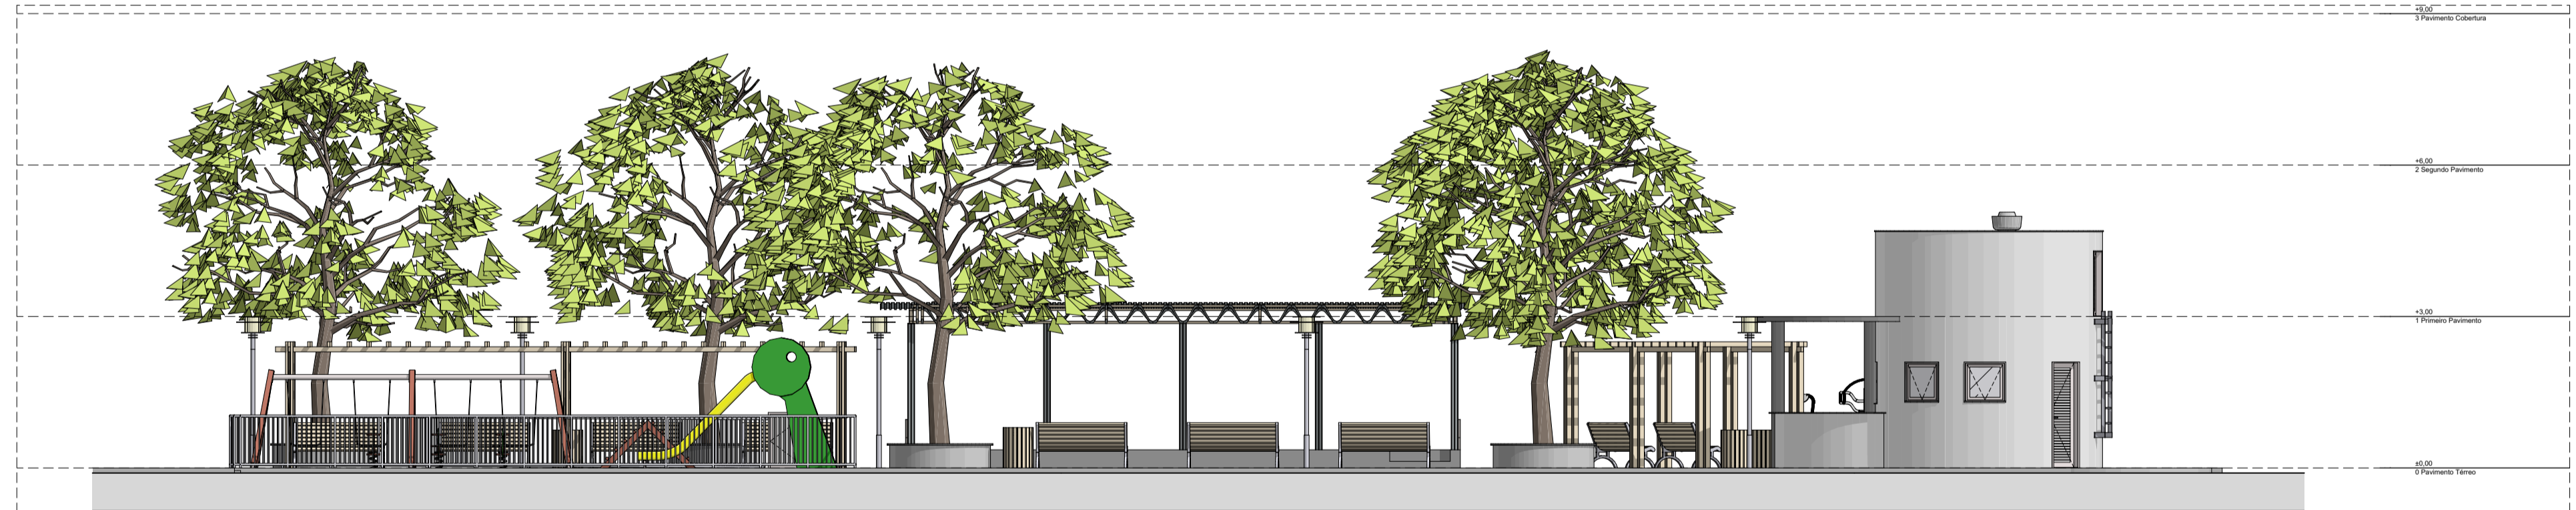 +9,00
3 Pavimento Cobertura
+6,00
2 Segundo Pavimento
+3,00
1 Primeiro Pavimento
±0,00
0 Pavimento Térreo